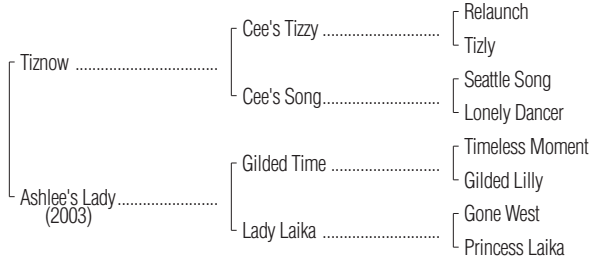 Relaunch
Cee's Tizzy ..............................
Tizly
Tiznow .....................................
Seattle Song
Cee's Song..............................
Lonely Dancer
Timeless Moment
Gilded Time ............................
Gilded Lilly
Ashlee's Lady..........................
(2003)
Gone West
Lady Laika ..............................
Princess Laika